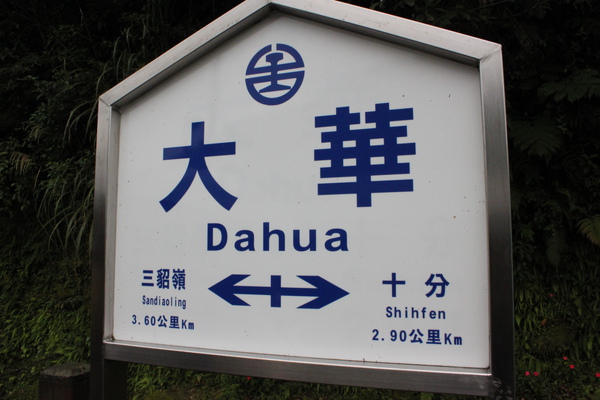 大華
Dahua
三貂嶺
Sandiaoling
3.60公里Km
十分
Shihfen
2.90公里Km